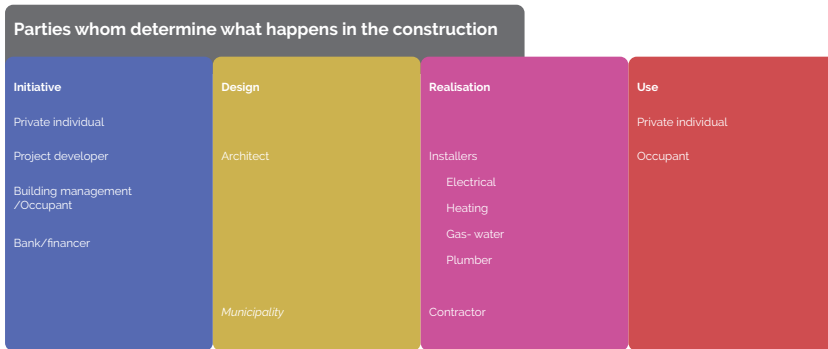 Parties whom determine what happens in the construction
Initiative
Private individual
Project developer
Building management
/Occupant
Bank/financer
Design
Architect
Municipality
Realisation
Installers
Electrical
Heating
Gas- water
Plumber
Contractor
Use
Private individual
Occupant